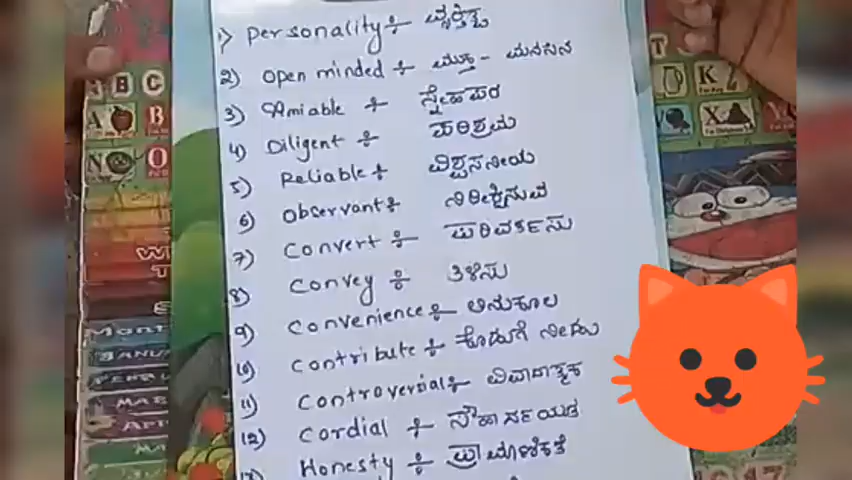 1) Personality ÷ ವ್ಯಕ್ತಿತ್ವ
2) Open minded ÷ ಮುಕ್ತ - ಮನಸಿನ
3) Amiable ÷ ಸ್ನೇಹಪರ
4) Diligent ÷ ಪರಿಶ್ರಮ
5) Reliable ÷ ವಿಶ್ವಸನೀಯ
6) Observant ÷ ನಿರೀಕ್ಷಿಸುವ
7) Convert ÷ ಪರಿವರ್ತಿಸು
8) Convey ÷ ತಿಳಿಸು
9) Convenience ÷ ಅನುಕೂಲ
10) Contribute ÷ ಕೊಡುಗೆ ನೀಡು
11) Controversial ÷ ವಿವಾದಾತ್ಮಕ
12) Cordial ÷
Honesty ÷ ಪ್ರಾಮಾಣಿಕತೆ
B C
A B
N O
K
X
T